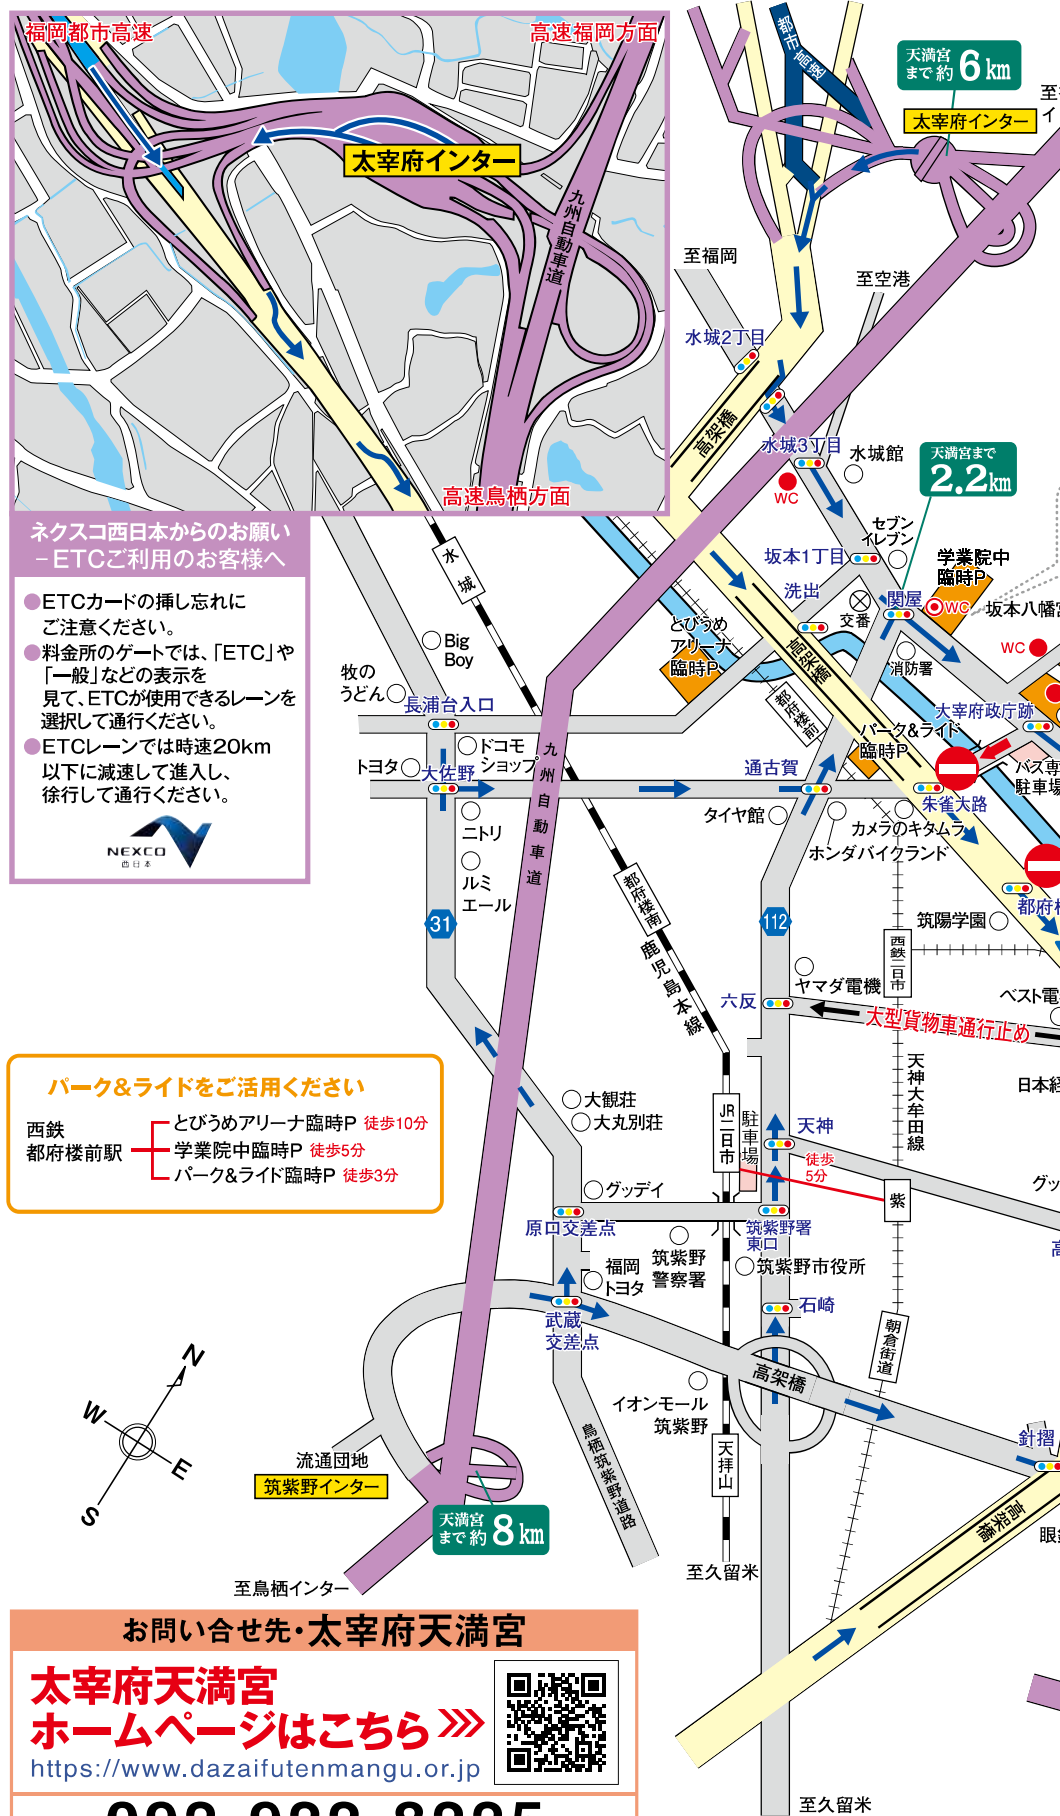 福岡都市高速
高速福岡方面
太宰府インター
九州自動車道
高速鳥栖方面
都市高速
天満宮
まで約6km
太宰府インター
至福岡
至空港
水城2丁目
高架橋
水城3丁目
水城館
WC
天満宮まで
2.2km
セブン
イレブン
坂本1丁目
学業院中
臨時P
洗出
交番
関屋
WC
坂本八幡宮
WC
消防署
とびうめ
アリーナ
臨時P
高架橋
都府楼前
大宰府政庁跡
パーク&ライド
臨時P
バス専
駐車場
ネクスコ西日本からのお願い
－ETCご利用のお客様へ
●ETCカードの挿し忘れに
ご注意ください。
●料金所のゲートでは、「ETC」や
「一般」などの表示を
見て、ETCが使用できるレーンを
選択して通行ください。
●ETCレーンでは時速20km
以下に減速して進入し、
徐行して通行ください。
NEXCO
西日本
水城
Big
Boy
牧の
うどん
長浦台入口
ドコモ
ショップ
トヨタ
大佐野
九州自動車道
通古賀
朱雀大路
タイヤ館
カメラのキタムラ
ホンダバイクランド
ニトリ
ルミ
エール
都府楼南
鹿児島本線
31
112
筑陽学園
西鉄二日市
ヤマダ電機
六反
大型貨物車通行止め
ベスト電
天神大牟田線
日本経
パーク&ライドをご活用ください
西鉄
都府楼前駅
とびうめアリーナ臨時P 徒歩10分
学業院中臨時P 徒歩5分
パーク&ライド臨時P 徒歩3分
大観荘
大丸別荘
JR二日市
駐車場
天神
徒歩
5分
紫
グッデイ
原口交差点
筑紫野署
東口
筑紫野
警察署
筑紫野市役所
福岡
トヨタ
武蔵
交差点
石崎
朝倉街道
高架橋
イオンモール
筑紫野
天拝山
針摺
高架橋
鳥栖筑紫野道路
N
W
E
S
流通団地
筑紫野インター
天満宮
まで約8km
至鳥栖インター
至久留米
お問い合せ先・太宰府天満宮
太宰府天満宮
ホームページはこちら
https://www.dazaifutenmangu.or.jp
至久留米